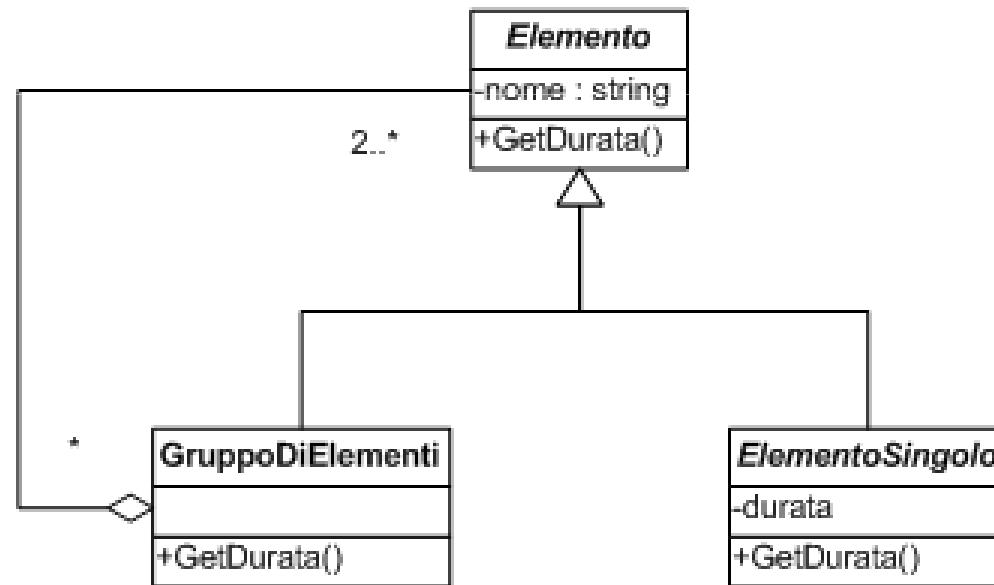 Elemento
-nome : string
+GetDurata()
2..*
*
GruppoDiElementi
+GetDurata()
ElementoSingolo
-durata
+GetDurata()